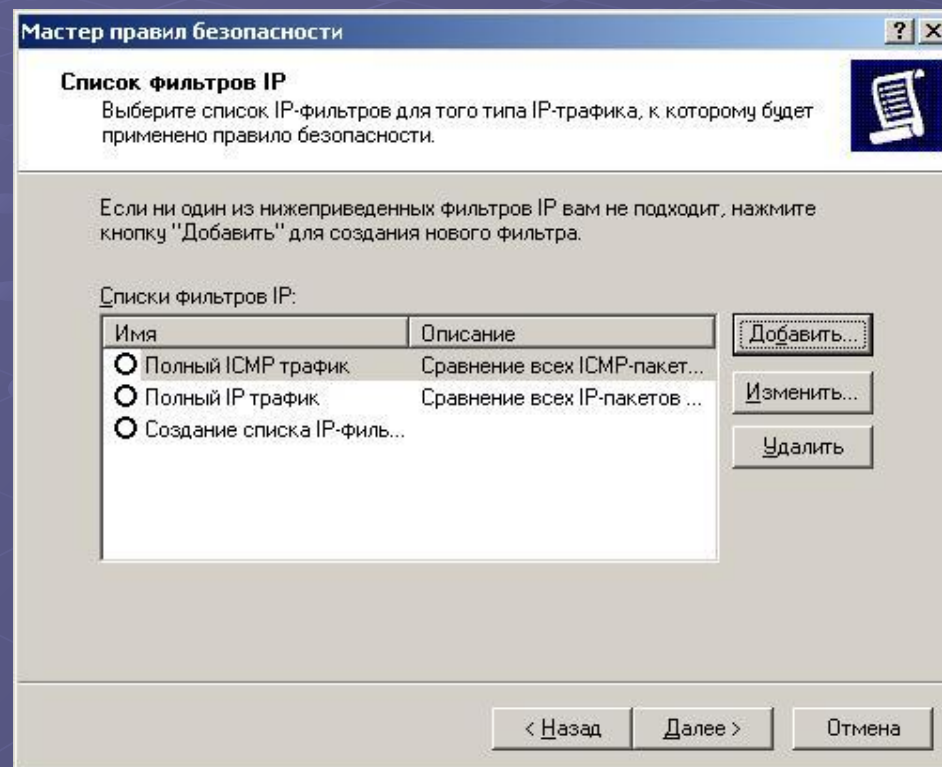 Мастер правил безопасности
Список фильтров IP
Выберите список IP-фильтров для того типа IP-трафика, к которому будет
применено правило безопасности.
Если ни один из нижеприведенных фильтров IP вам не подходит, нажмите
кнопку "Добавить" для создания нового фильтра.
Списки фильтров IP:
Имя Описание
Полный ICMP трафик Сравнение всех ICMP-пакет...
Полный IP трафик Сравнение всех IP-пакетов ...
Создание списка IP-филь...
Добавить...
Изменить...
Удалить
< Назад Далее > Отмена